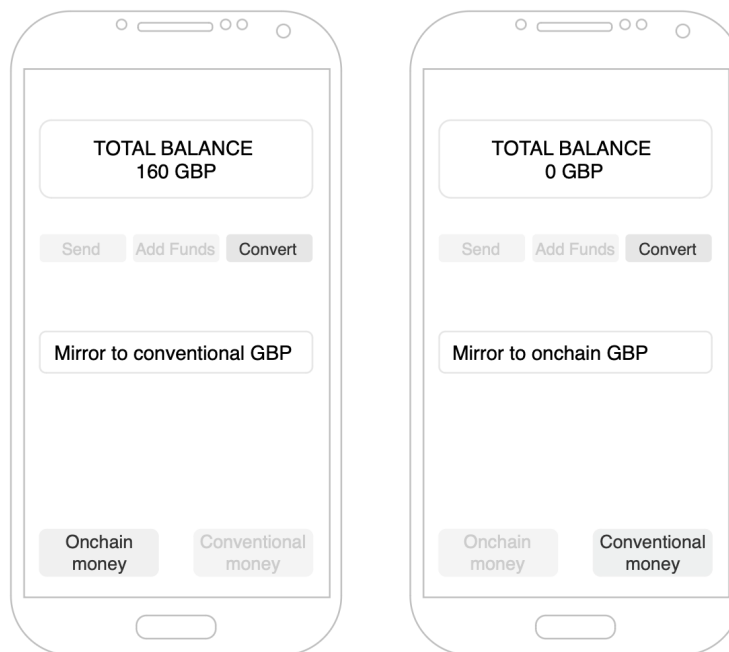 TOTAL BALANCE
160 GBP
Send Add Funds Convert
Mirror to conventional GBP
Onchain
money
Conventional
money
TOTAL BALANCE
0 GBP
Send Add Funds Convert
Mirror to onchain GBP
Onchain
money
Conventional
money